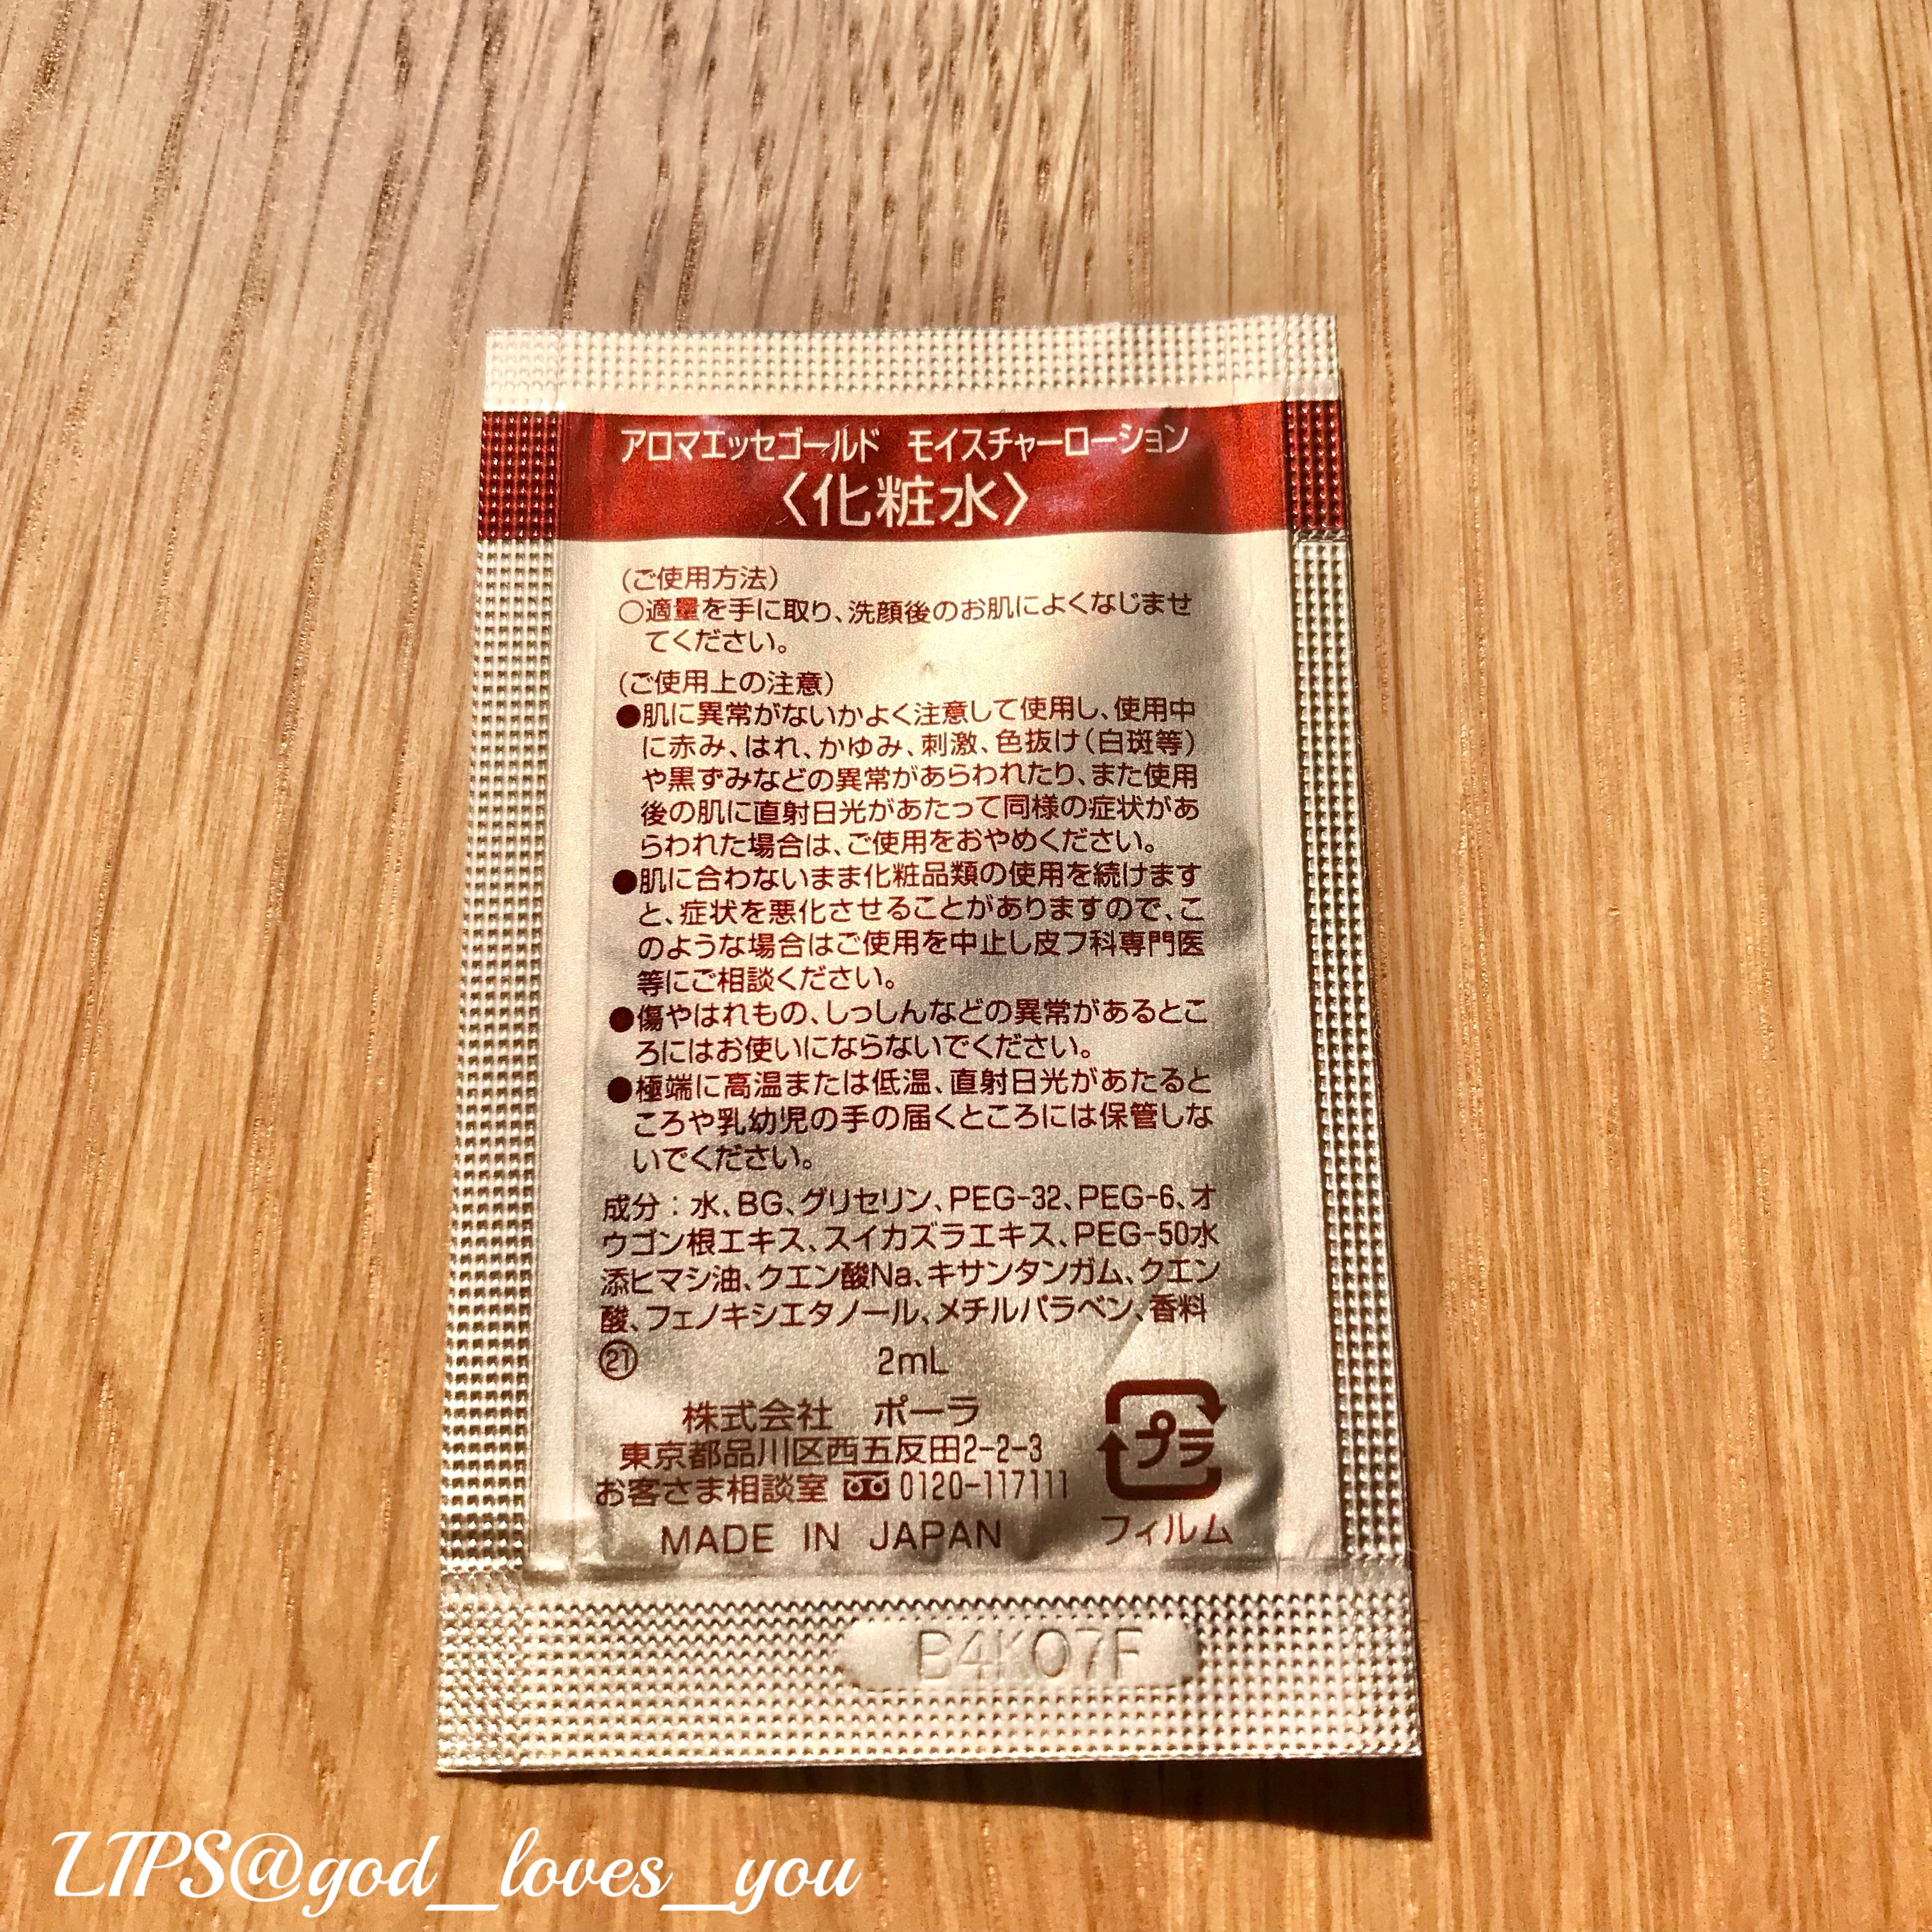 アロマエッセゴールド　モイスチャーローション
〈化粧水〉
(ご使用方法)
○適量を手に取り、洗顔後のお肌によくなじませ
てください。
(ご使用上の注意)
●肌に異常がないかよく注意して使用し、使用中
に赤み、はれ、かゆみ、刺激、色抜け(白斑等)
や黒ずみなどの異常があらわれたり、また使用
後の肌に直射日光があたって同様の症状があ
らわれた場合は、ご使用をおやめください。
●肌に合わないまま化粧品類の使用を続けます
と、症状を悪化させることがありますので、こ
のような場合はご使用を中止し皮フ科専門医
等にご相談ください。
●傷やはれもの、しっしんなどの異常があるとこ
ろにはお使いにならないでください。
●極端に高温または低温、直射日光があたると
ころや乳幼児の手の届くところには保管しな
いでください。
成分：水、BG、グリセリン、PEG-32、PEG-6、オ
ウゴン根エキス、スイカズラエキス、PEG-50水
添ヒマシ油、クエン酸Na、キサンタンガム、クエン
酸、フェノキシエタノール、メチルパラベン、香料
㉑ 2mL
株式会社　ポーラ
東京都品川区西五反田2-2-3
お客さま相談室 0120-117111
プラ
フィルム
MADE IN JAPAN
B4K07F
LIPS@god_loves_you